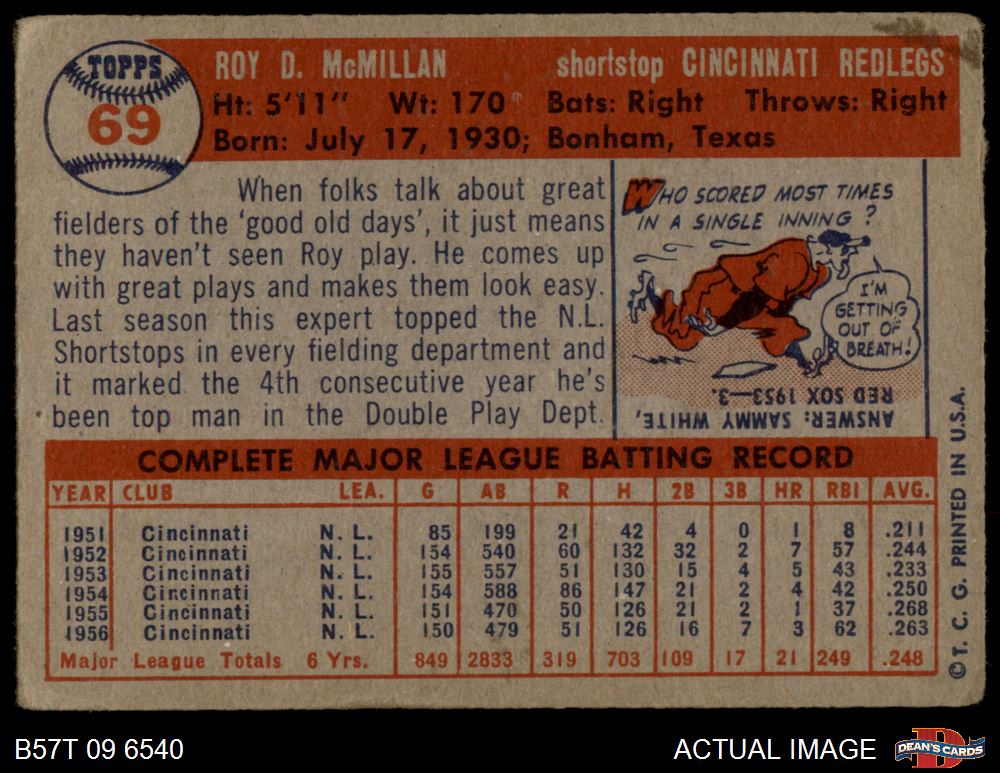 TOPPS
69
ROY D. McMILLAN shortstop CINCINNATI REDLEGS
Ht: 5'11" Wt: 170 Bats: Right Throws: Right
Born: July 17, 1930; Bonham, Texas
When folks talk about great
fielders of the 'good old days', it just means
they haven't seen Roy play. He comes up
with great plays and makes them look easy.
Last season this expert topped the N.L.
Shortstops in every fielding department and
it marked the 4th consecutive year he's
been top man in the Double Play Dept.
WHO SCORED MOST TIMES
IN A SINGLE INNING?
I'M
GETTING
OUT OF
BREATH!
ANSWER: SAMMY WHITE,
RED SOX 1953—3.
COMPLETE MAJOR LEAGUE BATTING RECORD
YEAR CLUB LEA. G AB R H 2B 3B HR RBI AVG.
1951 Cincinnati N. L. 85 199 21 42 4 0 1 8 .211
1952 Cincinnati N. L. 154 540 60 132 32 2 7 57 .244
1953 Cincinnati N. L. 155 557 51 130 15 4 5 43 .233
1954 Cincinnati N. L. 154 588 86 147 21 2 4 42 .250
1955 Cincinnati N. L. 151 470 50 126 21 2 1 37 .268
1956 Cincinnati N. L. 150 479 51 126 16 7 3 62 .263
Major League Totals 6 Yrs. 849 2833 319 703 109 17 21 249 .248
© T. C. G. PRINTED IN U.S.A.
B57T 09 6540
ACTUAL IMAGE
DEAN'S CARDS